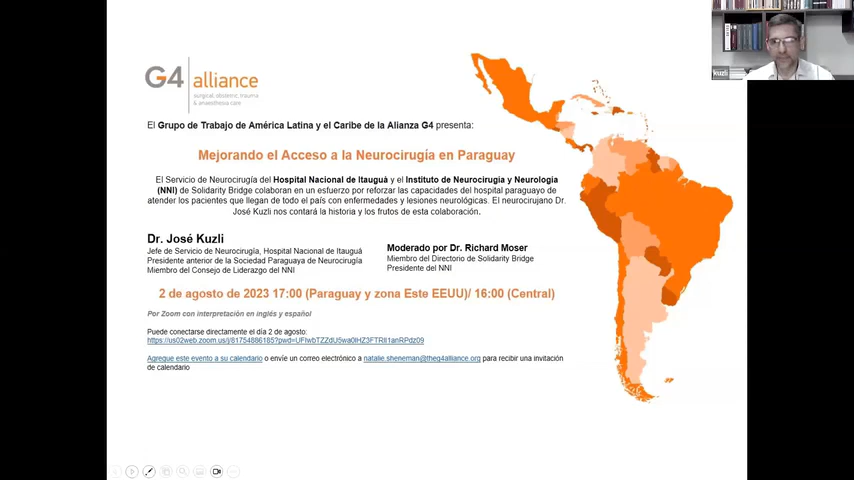 G4 alliance
surgical, obstetric, trauma
& anaesthesia care
El Grupo de Trabajo de América Latina y el Caribe de la Alianza G4 presenta:
Mejorando el Acceso a la Neurocirugía en Paraguay
El Servicio de Neurocirugía del Hospital Nacional de Itauguá y el Instituto de Neurocirugia y Neurología
(NNI) de Solidarity Bridge colaboran en un esfuerzo por reforzar las capacidades del hospital paraguayo de
atender los pacientes que llegan de todo el país con enfermedades y lesiones neurológicas. El neurocirujano Dr.
José Kuzli nos contará la historia y los frutos de esta colaboración.
Dr. José Kuzli
Jefe de Servicio de Neurocirugía, Hospital Nacional de Itauguá
Presidente anterior de la Sociedad Paraguaya de Neurocirugía
Miembro del Consejo de Liderazgo del NNI
Moderado por Dr. Richard Moser
Miembro del Directorio de Solidarity Bridge
Presidente del NNI
2 de agosto de 2023 17:00 (Paraguay y zona Este EEUU)/ 16:00 (Central)
Por Zoom con interpretación en inglés y español
Puede conectarse directamente el día 2 de agosto:
Agregue este evento a su calendario o envíe un correo electrónico a natalie.sheneman@theg4alliance.org para recibir una invitación
de calendario
kuzli